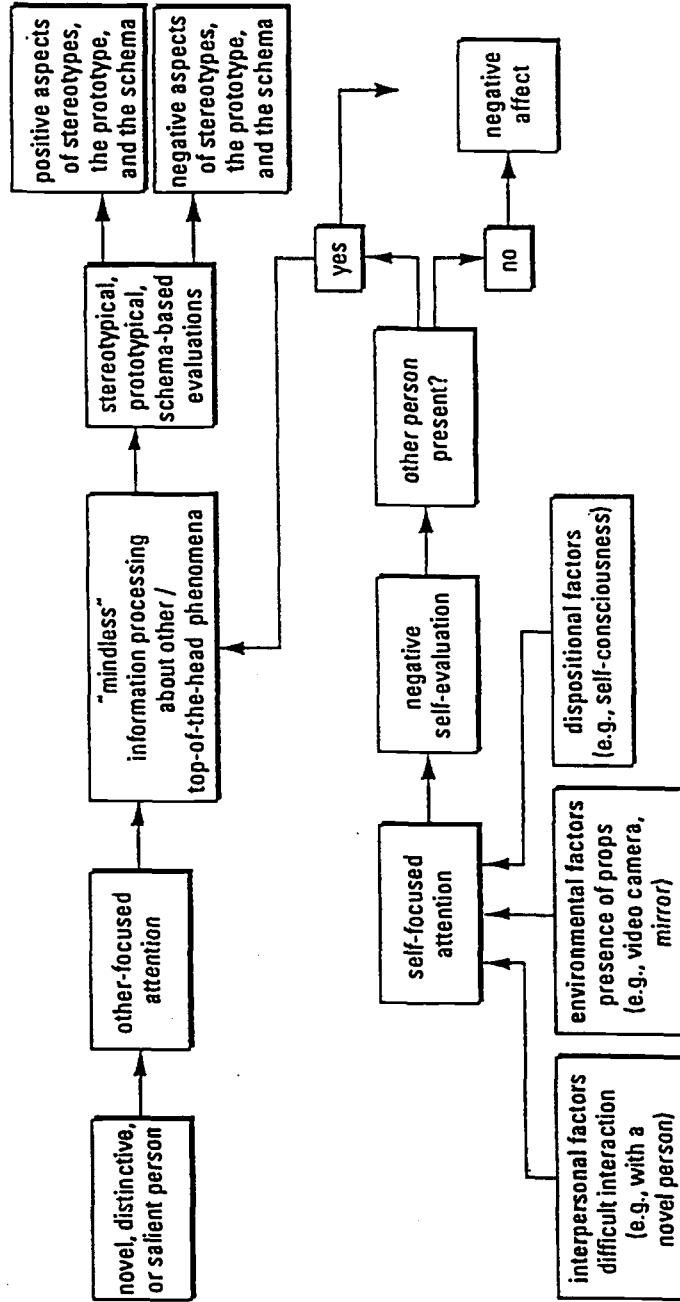 novel, distinctive,
or salient person
other-focused
attention
"mindless"
information processing
about other /
top-of-the-head phenomena
stereotypical,
prototypical,
schema-based
evaluations
positive aspects
of stereotypes,
the prototype,
and the schema
negative aspects
of stereotypes,
the prototype,
and the schema
self-focused
attention
negative
self-evaluation
other person
present?
yes
no
negative
affect
interpersonal factors
difficult interaction
(e.g., with a
novel person)
environmental factors
presence of props
(e.g., video camera,
mirror)
dispositional factors
(e.g., self-consciousness)